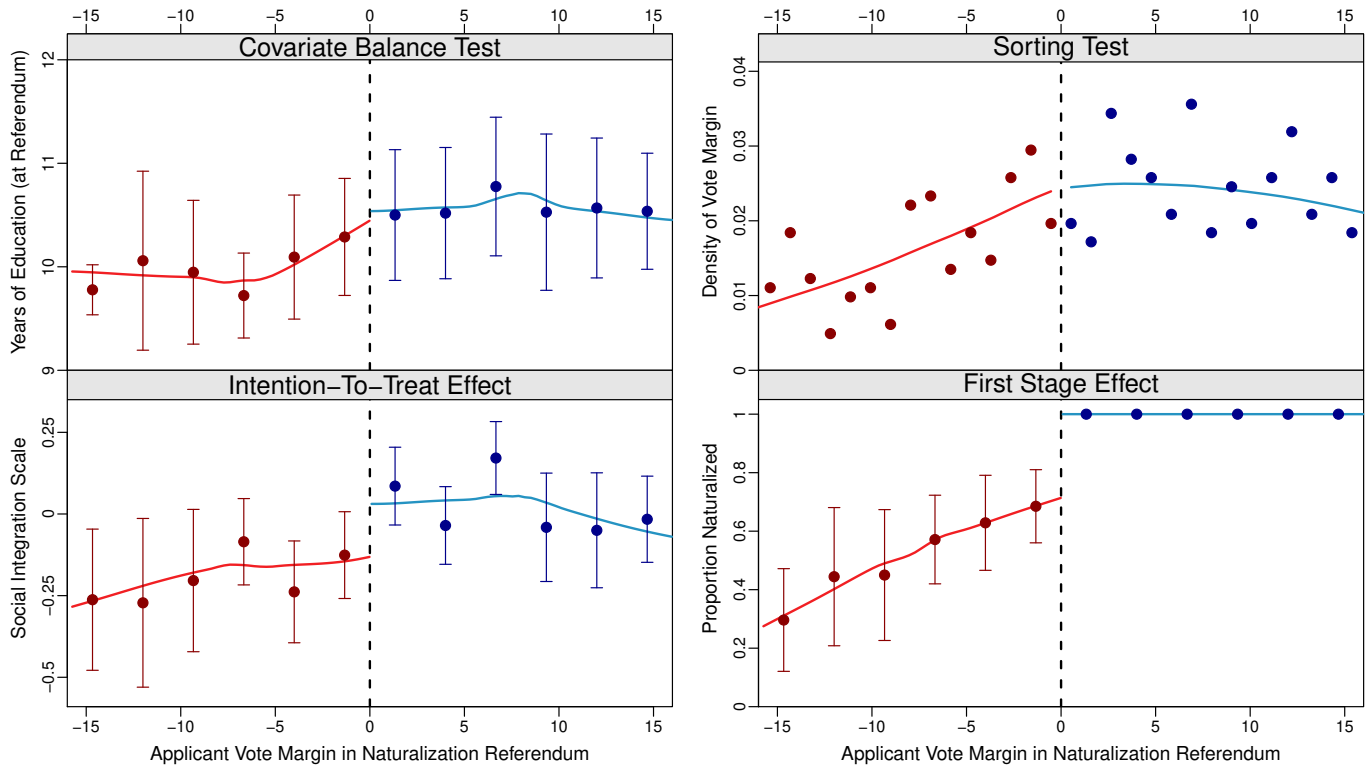 −15 −10 −5 0 5 10 15
Covariate Balance Test
Years of Education (at Referendum)
12
11
10
9
−15 −10 −5 0 5 10 15
Sorting Test
Density of Vote Margin
0.04
0.03
0.02
0.01
0
Intention−To−Treat Effect
Social Integration Scale
0.25
0
−0.25
−0.5
−15 −10 −5 0 5 10 15
Applicant Vote Margin in Naturalization Referendum
First Stage Effect
Proportion Naturalized
1
0.8
0.6
0.4
0.2
0
−15 −10 −5 0 5 10 15
Applicant Vote Margin in Naturalization Referendum